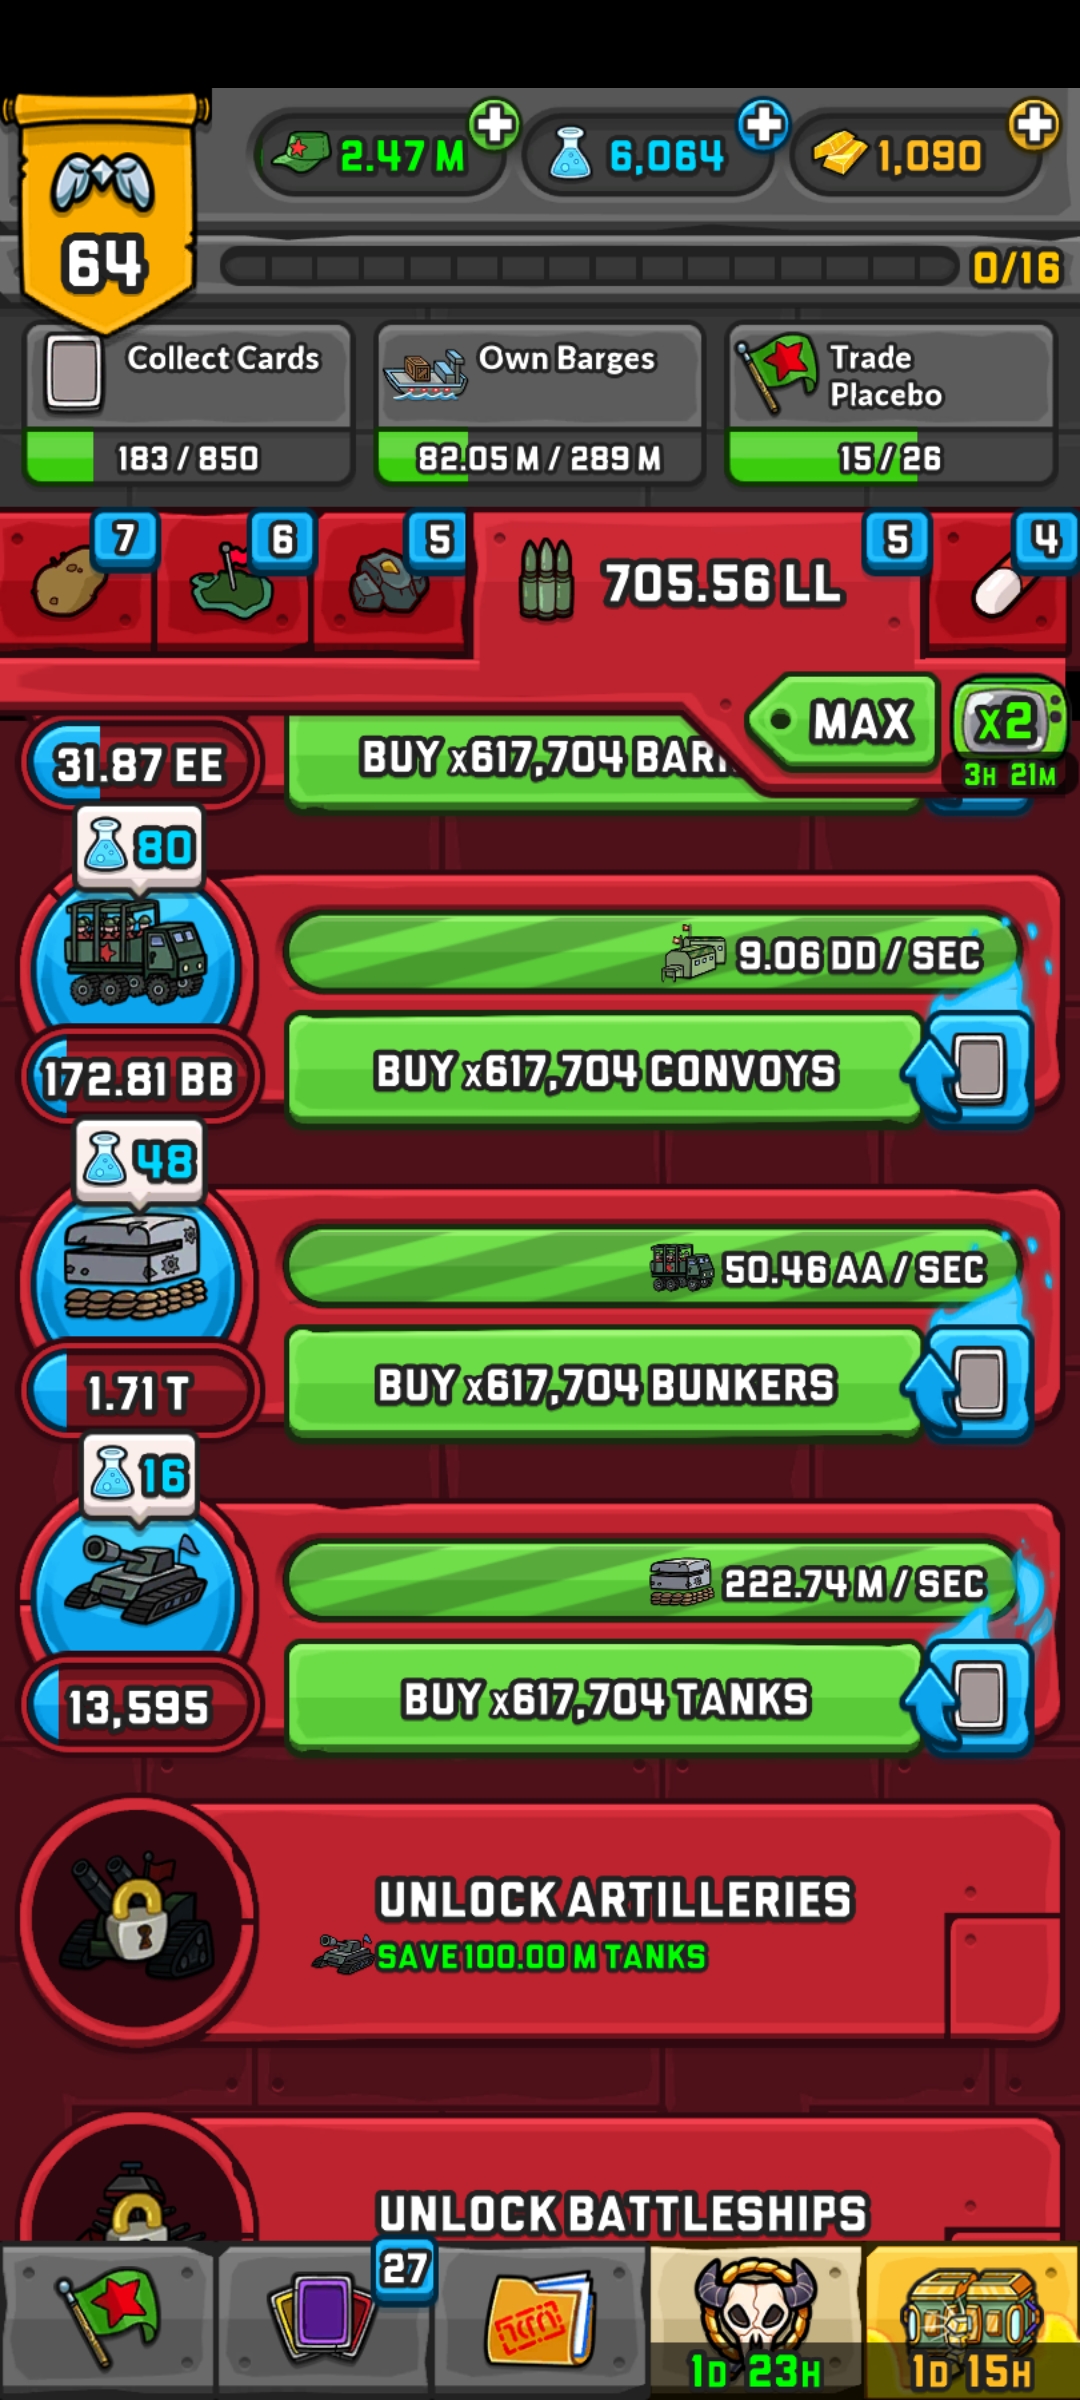 2.47 M
6,064
1,090
64
0/16
Collect Cards
183 / 850
Own Barges
82.05 M / 289 M
Trade
Placebo
15 / 26
7
6
5
705.56 LL
5
4
MAX
x2
3H 21M
31.87 EE
BUY x617,704
80
9.06 DD / SEC
172.81 BB
BUY x617,704 CONVOYS
48
50.46 AA / SEC
1.71 T
BUY x617,704 BUNKERS
16
222.74 M / SEC
13,595
BUY x617,704 TANKS
UNLOCK ARTILLERIES
SAVE 100.00 M TANKS
UNLOCK BATTLESHIPS
27
1D 23H
1D 15H